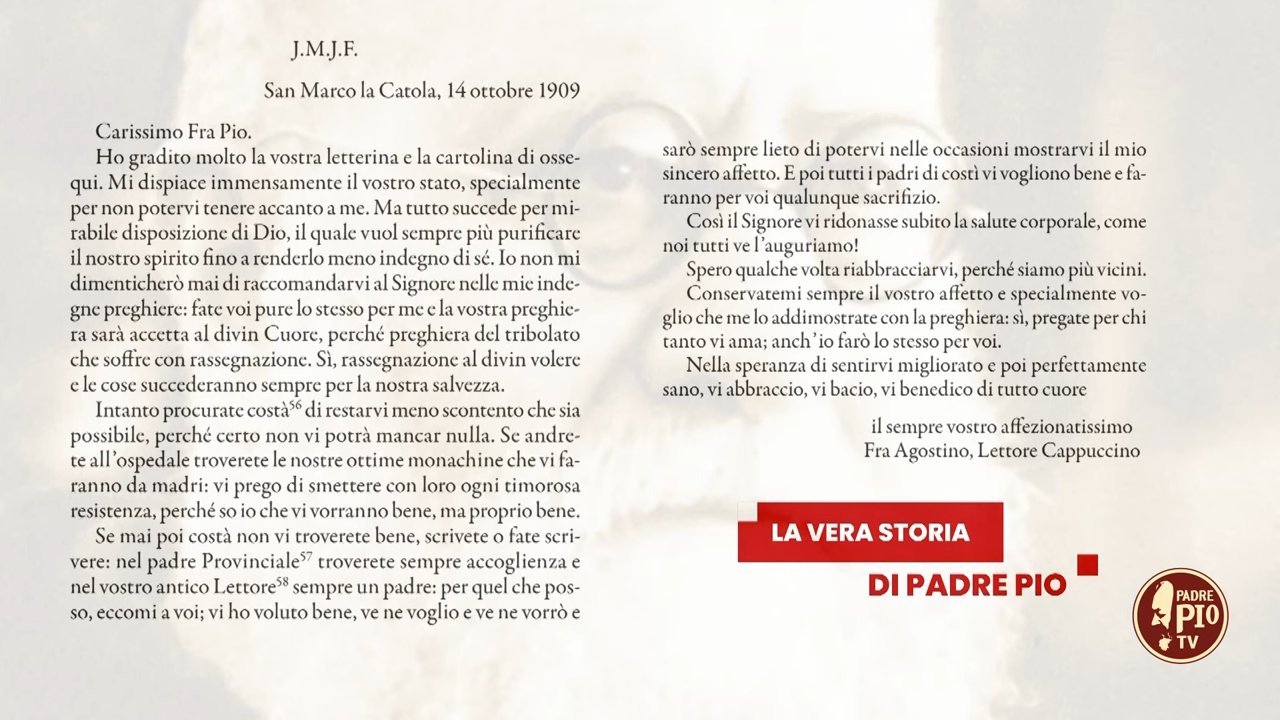 J.M.J.F.
San Marco la Catola, 14 ottobre 1909
Carissimo Fra Pio.
Ho gradito molto la vostra letterina e la cartolina di osse-
qui. Mi dispiace immensamente il vostro stato, specialmente
per non potervi tenere accanto a me. Ma tutto succede per mi-
rabile disposizione di Dio, il quale vuol sempre più purificare
il nostro spirito fino a renderlo meno indegno di sé. Io non mi
dimenticherò mai di raccomandarvi al Signore nelle mie inde-
gne preghiere: fate voi pure lo stesso per me e la vostra preghie-
ra sarà accetta al divin Cuore, perché preghiera del tribolato
che soffre con rassegnazione. Sì, rassegnazione al divin volere
e le cose succederanno sempre per la nostra salvezza.
Intanto procurate costà⁵⁶ di restarvi meno scontento che sia
possibile, perché certo non vi potrà mancar nulla. Se andre-
te all'ospedale troverete le nostre ottime monachine che vi fa-
ranno da madri: vi prego di smettere con loro ogni timorosa
resistenza, perché so io che vi vorranno bene, ma proprio bene.
Se mai poi costà non vi troverete bene, scrivete o fate scri-
vere: nel padre Provinciale⁵⁷ troverete sempre accoglienza e
nel vostro antico Lettore⁵⁸ sempre un padre: per quel che pos-
so, eccomi a voi; vi ho voluto bene, ve ne voglio e ve ne vorrò e
sarò sempre lieto di potervi nelle occasioni mostrarvi il mio
sincero affetto. E poi tutti i padri di costì vi vogliono bene e fa-
ranno per voi qualunque sacrifizio.
Così il Signore vi ridonasse subito la salute corporale, come
noi tutti ve l'auguriamo!
Spero qualche volta riabbracciarvi, perché siamo più vicini.
Conservatemi sempre il vostro affetto e specialmente vo-
glio che me lo addimostrate con la preghiera: sì, pregate per chi
tanto vi ama; anch'io farò lo stesso per voi.
Nella speranza di sentirvi migliorato e poi perfettamente
sano, vi abbraccio, vi bacio, vi benedico di tutto cuore
il sempre vostro affezionatissimo
Fra Agostino, Lettore Cappuccino
LA VERA STORIA
DI PADRE PIO
PADRE
PIO
TV